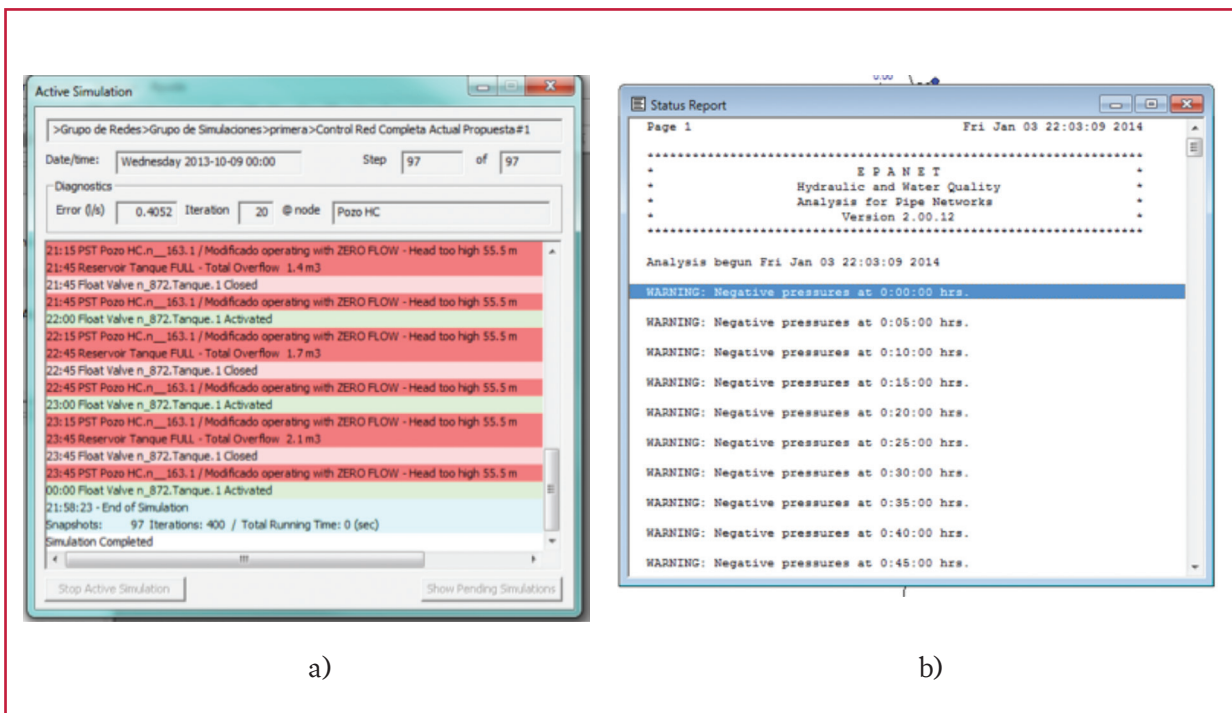 Active Simulation
>Grupo de Redes>Grupo de Simulaciones>primera>Control Red Completa Actual Propuesta#1
Date/time: Wednesday 2013-10-09 00:00 Step 97 of 97
Diagnostics
Error (l/s) 0.4052 Iteration 20 @ node Pozo HC
21:15 PST Pozo HC.n__163.1 / Modificado operating with ZERO FLOW - Head too high 55.5 m
21:45 Reservoir Tanque FULL - Total Overflow 1.4 m3
21:45 Float Valve n_872.Tanque.1 Closed
21:45 PST Pozo HC.n__163.1 / Modificado operating with ZERO FLOW - Head too high 55.5 m
22:00 Float Valve n_872.Tanque.1 Activated
22:15 PST Pozo HC.n__163.1 / Modificado operating with ZERO FLOW - Head too high 55.5 m
22:45 Reservoir Tanque FULL - Total Overflow 1.7 m3
22:45 Float Valve n_872.Tanque.1 Closed
22:45 PST Pozo HC.n__163.1 / Modificado operating with ZERO FLOW - Head too high 55.5 m
23:00 Float Valve n_872.Tanque.1 Activated
23:15 PST Pozo HC.n__163.1 / Modificado operating with ZERO FLOW - Head too high 55.5 m
23:45 Reservoir Tanque FULL - Total Overflow 2.1 m3
23:45 Float Valve n_872.Tanque.1 Closed
23:45 PST Pozo HC.n__163.1 / Modificado operating with ZERO FLOW - Head too high 55.5 m
00:00 Float Valve n_872.Tanque.1 Activated
21:58:23 - End of Simulation
Snapshots: 97 Iterations: 400 / Total Running Time: 0 (sec)
Simulation Completed
Stop Active Simulation Show Pending Simulations
a)
0.00
Status Report
Page 1 Fri Jan 03 22:03:09 2014
******************************************************************
* E P A N E T *
* Hydraulic and Water Quality *
* Analysis for Pipe Networks *
* Version 2.00.12 *
******************************************************************
Analysis begun Fri Jan 03 22:03:09 2014
WARNING: Negative pressures at 0:00:00 hrs.
WARNING: Negative pressures at 0:05:00 hrs.
WARNING: Negative pressures at 0:10:00 hrs.
WARNING: Negative pressures at 0:15:00 hrs.
WARNING: Negative pressures at 0:20:00 hrs.
WARNING: Negative pressures at 0:25:00 hrs.
WARNING: Negative pressures at 0:30:00 hrs.
WARNING: Negative pressures at 0:35:00 hrs.
WARNING: Negative pressures at 0:40:00 hrs.
WARNING: Negative pressures at 0:45:00 hrs.
b)